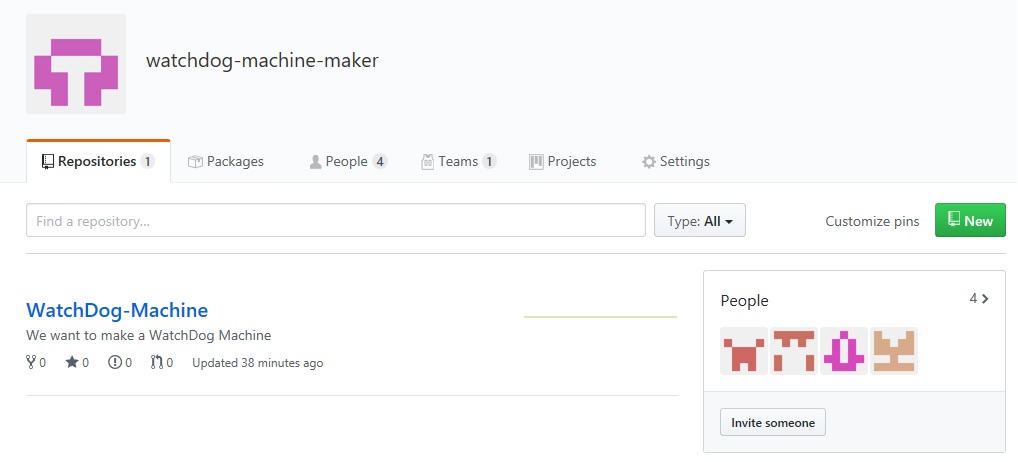 watchdog-machine-maker
Repositories 1 Packages People 4 Teams 1 Projects Settings
Find a repository... Type: All Customize pins New
WatchDog-Machine
We want to make a WatchDog Machine
0 0 0 0 Updated 38 minutes ago
People 4
Invite someone